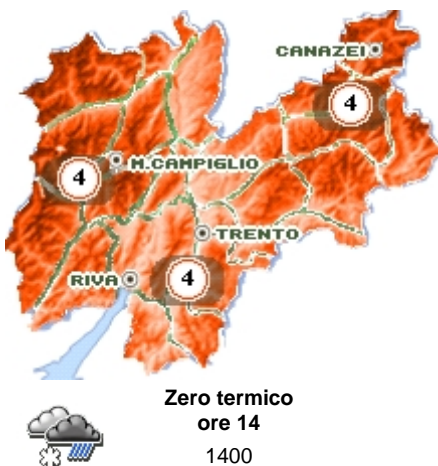 CANAZEI
4
M.CAMPIGLIO
4
TRENTO
RIVA
4
Zero termico
ore 14
1400